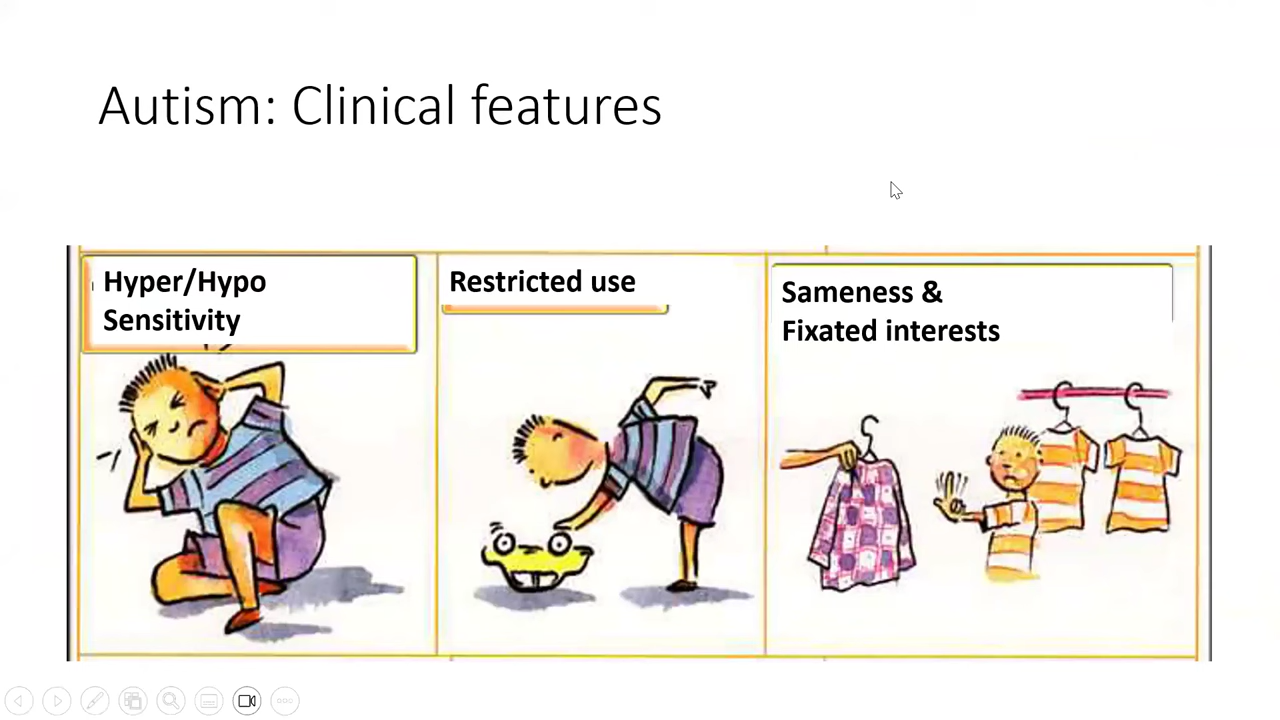 Autism: Clinical features
Hyper/Hypo
Sensitivity
Restricted use
Sameness &
Fixated interests